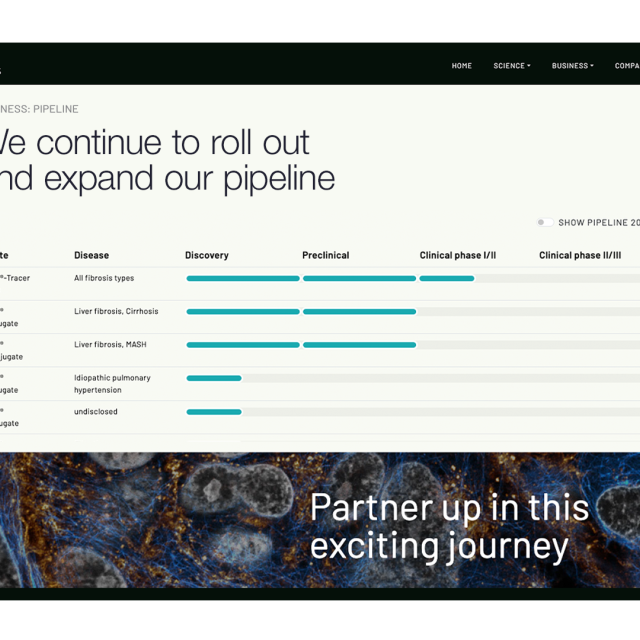 HOME SCIENCE BUSINESS COMPA
NESS: PIPELINE
We continue to roll out
nd expand our pipeline
SHOW PIPELINE 20
te Disease Discovery Preclinical Clinical phase I/II Clinical phase II/III
®-Tracer All fibrosis types
® Liver fibrosis, Cirrhosis
ugate
® Liver fibrosis, MASH
jugate
® Idiopathic pulmonary
ugate hypertension
® undisclosed
ugate
Partner up in this
exciting journey